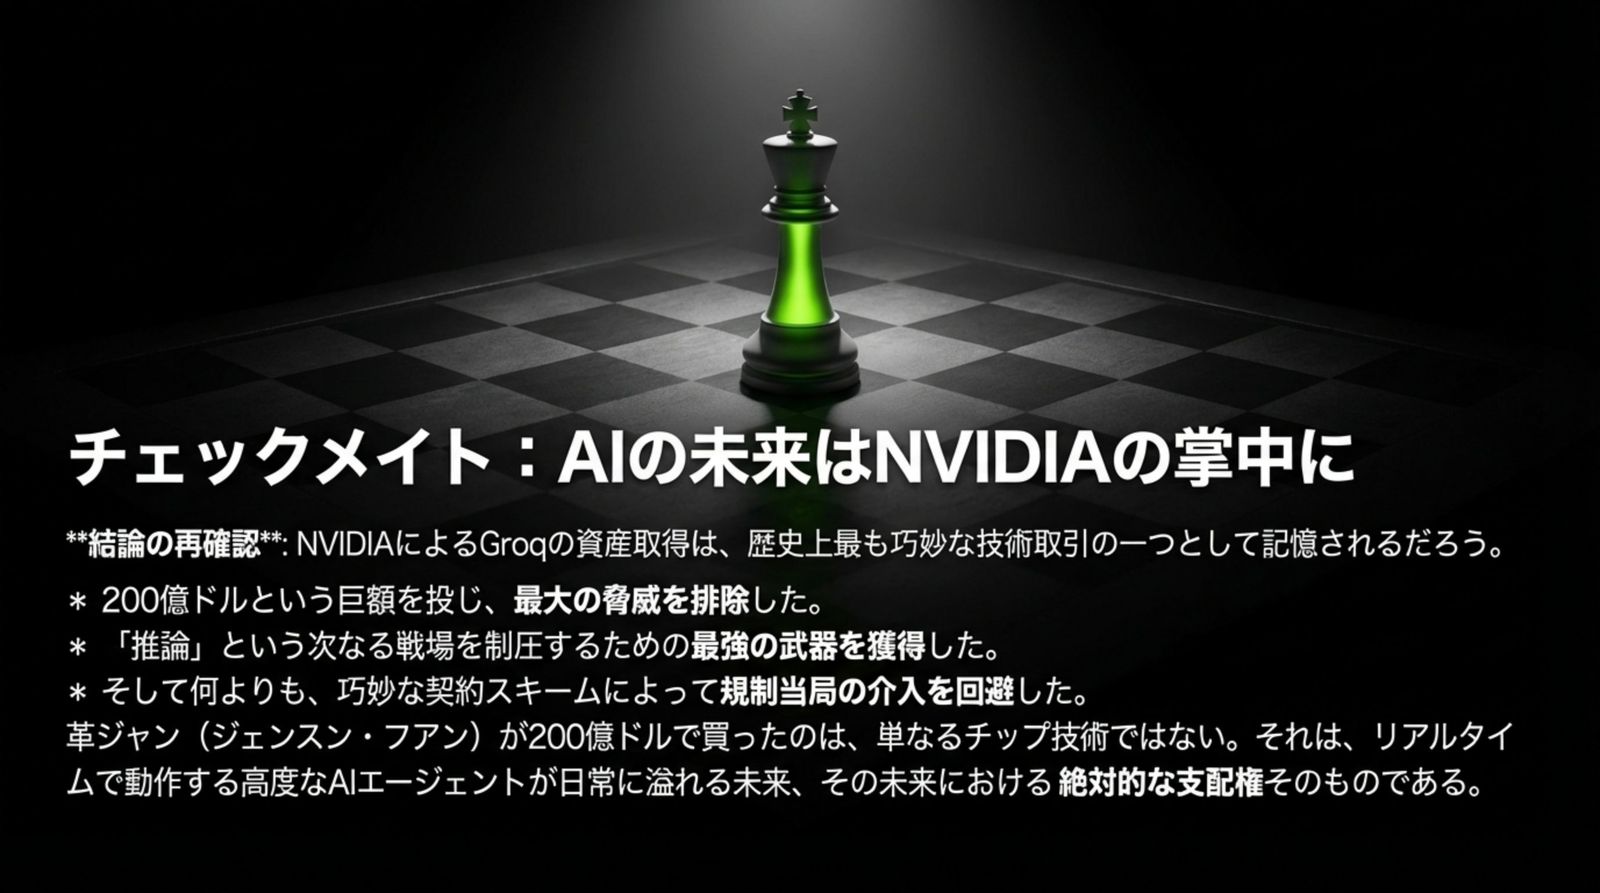 チェックメイト：AIの未来はNVIDIAの掌中に
**結論の再確認**: NVIDIAによるGroqの資産取得は、歴史上最も巧妙な技術取引の一つとして記憶されるだろう。
* 200億ドルという巨額を投じ、最大の脅威を排除した。
* 「推論」という次なる戦場を制圧するための最強の武器を獲得した。
* そして何よりも、巧妙な契約スキームによって規制当局の介入を回避した。
革ジャン（ジェンスン・フアン）が200億ドルで買ったのは、単なるチップ技術ではない。それは、リアルタイ
ムで動作する高度なAIエージェントが日常に溢れる未来、その未来における 絶対的な支配権そのものである。